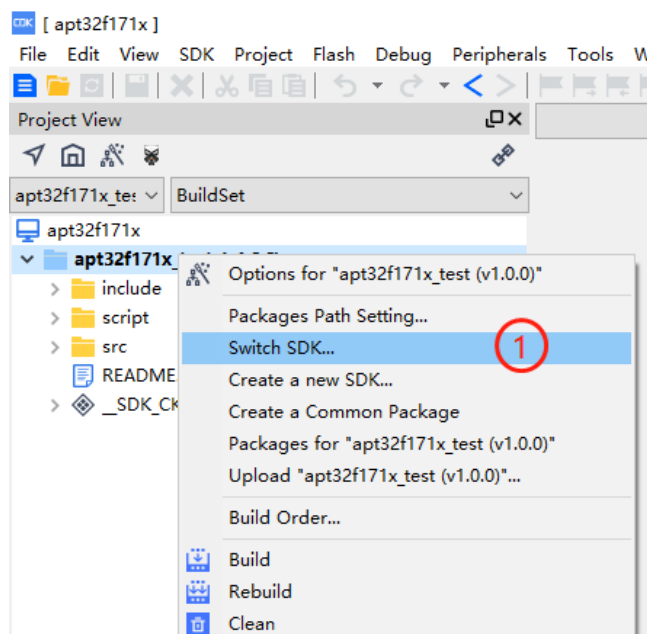 CDK [ apt32f171x ]
File Edit View SDK Project Flash Debug Peripherals Tools
Project View
apt32f171x_tes BuildSet
apt32f171x
apt32f171x_
Options for "apt32f171x_test (v1.0.0)"
include
Packages Path Setting...
script
Switch SDK... 1
src
Create a new SDK...
README
Create a Common Package
__SDK_CK
Packages for "apt32f171x_test (v1.0.0)"
Upload "apt32f171x_test (v1.0.0)"...
Build Order...
Build
Rebuild
Clean